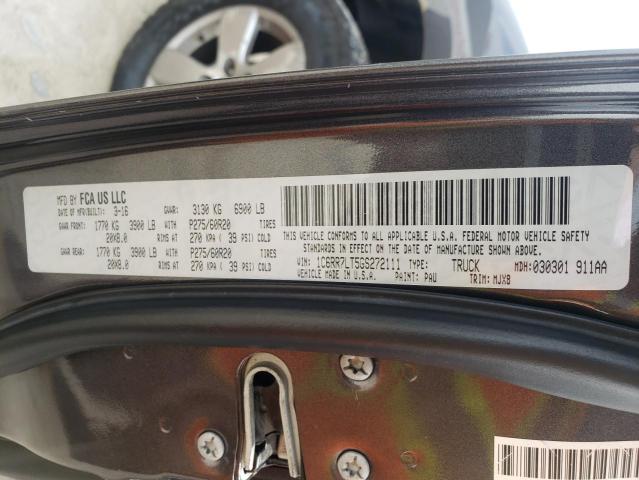 MFD BY FCA US LLC
DATE OF MFR(BUILT): 3-16 GVWR: 3130 KG 6900 LB
GAWR FRONT: 1770 KG 3900 LB WITH P275/60R20 TIRES
20X8.0 RIMS AT 270 KPA ( 39 PSI) COLD
GAWR REAR: 1770 KG 3900 LB WITH P275/60R20 TIRES
20X8.0 RIMS AT 270 KPA ( 39 PSI) COLD
THIS VEHICLE CONFORMS TO ALL APPLICABLE U.S.A. FEDERAL MOTOR VEHICLE SAFETY
STANDARDS IN EFFECT ON THE DATE OF MANUFACTURE SHOWN ABOVE.
VIN: 1C6RR7LT5GS272111 TYPE: TRUCK MDH: 030301 911AA
VEHICLE MADE IN U.S.A. PAINT: PAU TRIM: MJX8